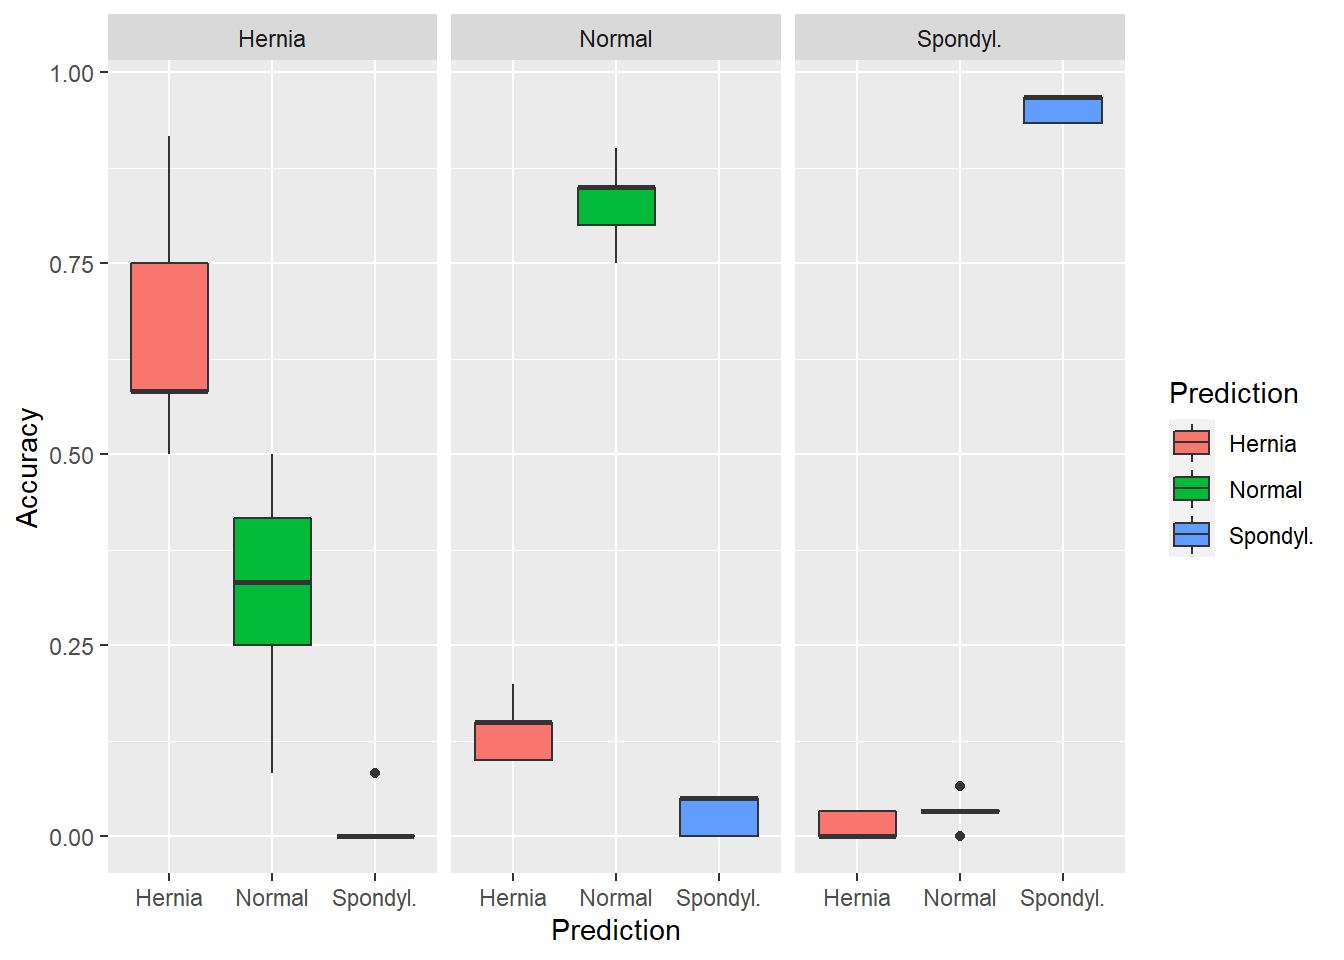 Hernia Normal Spondyl.
1.00
0.75
0.50
0.25
0.00
Accuracy
Hernia Normal Spondyl. Hernia Normal Spondyl. Hernia Normal Spondyl.
Prediction
Prediction
Hernia
Normal
Spondyl.